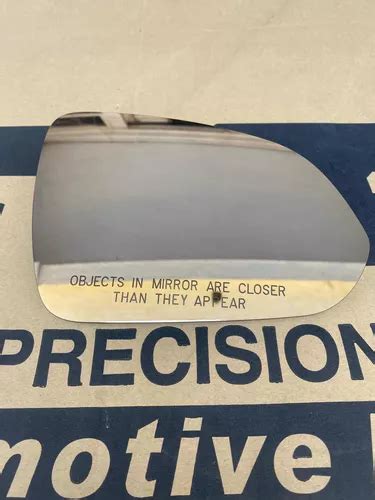 OBJECTS IN MIRROR ARE CLOSER
THAN THEY APPEAR
PRECISION
motive